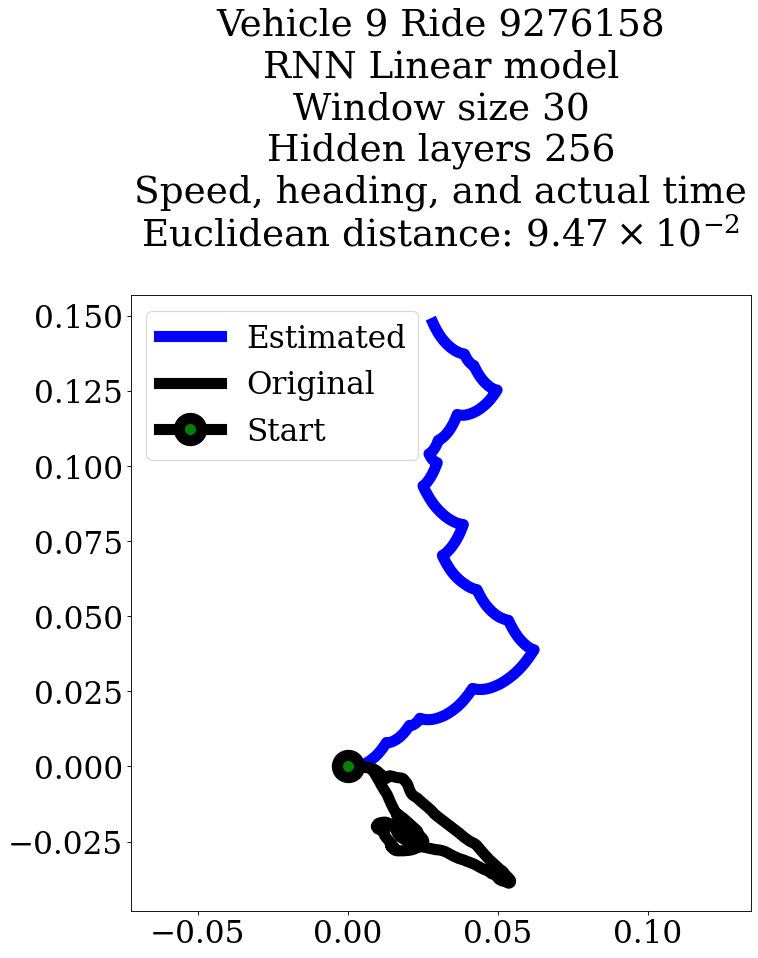 Vehicle 9 Ride 9276158
RNN Linear model
Window size 30
Hidden layers 256
Speed, heading, and actual time
Euclidean distance: 9.47 × 10⁻²
0.150
Estimated
0.125
Original
Start
0.100
0.075
0.050
0.025
0.000
−0.025
−0.05
0.00
0.05
0.10